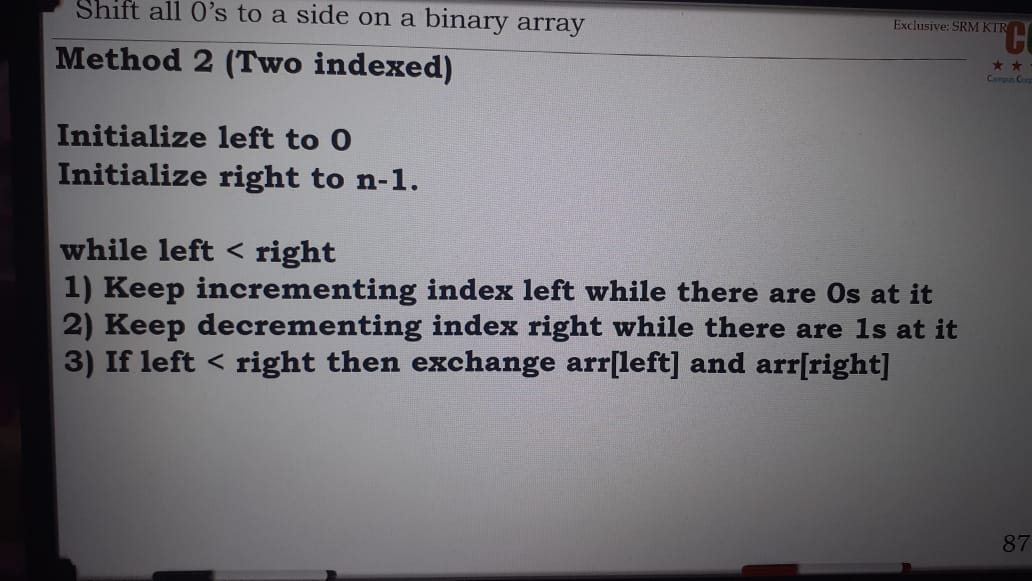 Shift all 0's to a side on a binary array
Exclusive: SRM KTR
Method 2 (Two indexed)
Initialize left to 0
Initialize right to n-1.
while left < right
1) Keep incrementing index left while there are 0s at it
2) Keep decrementing index right while there are 1s at it
3) If left < right then exchange arr[left] and arr[right]
87